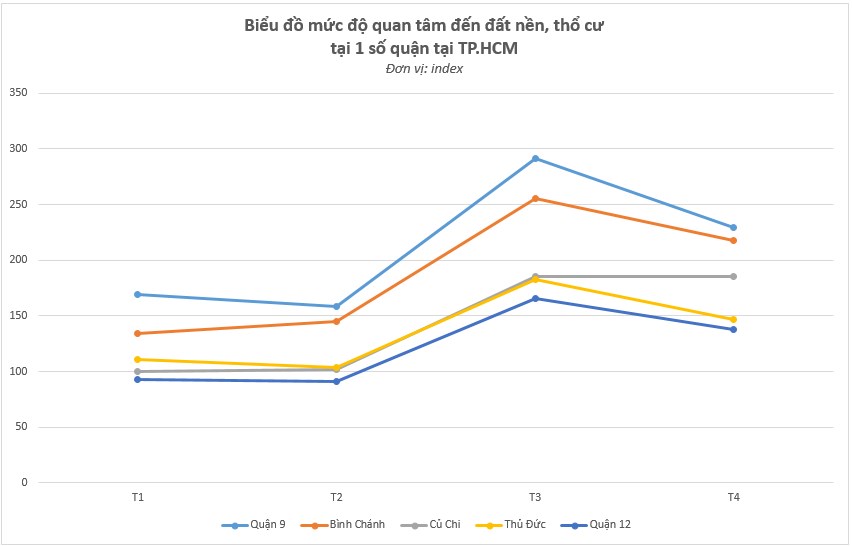 Biểu đồ mức độ quan tâm đến đất nền, thổ cư
tại 1 số quận tại TP.HCM
Đơn vị: index
350
300
250
200
150
100
50
0
T1 T2 T3 T4
Quận 9 Bình Chánh Củ Chi Thủ Đức Quận 12